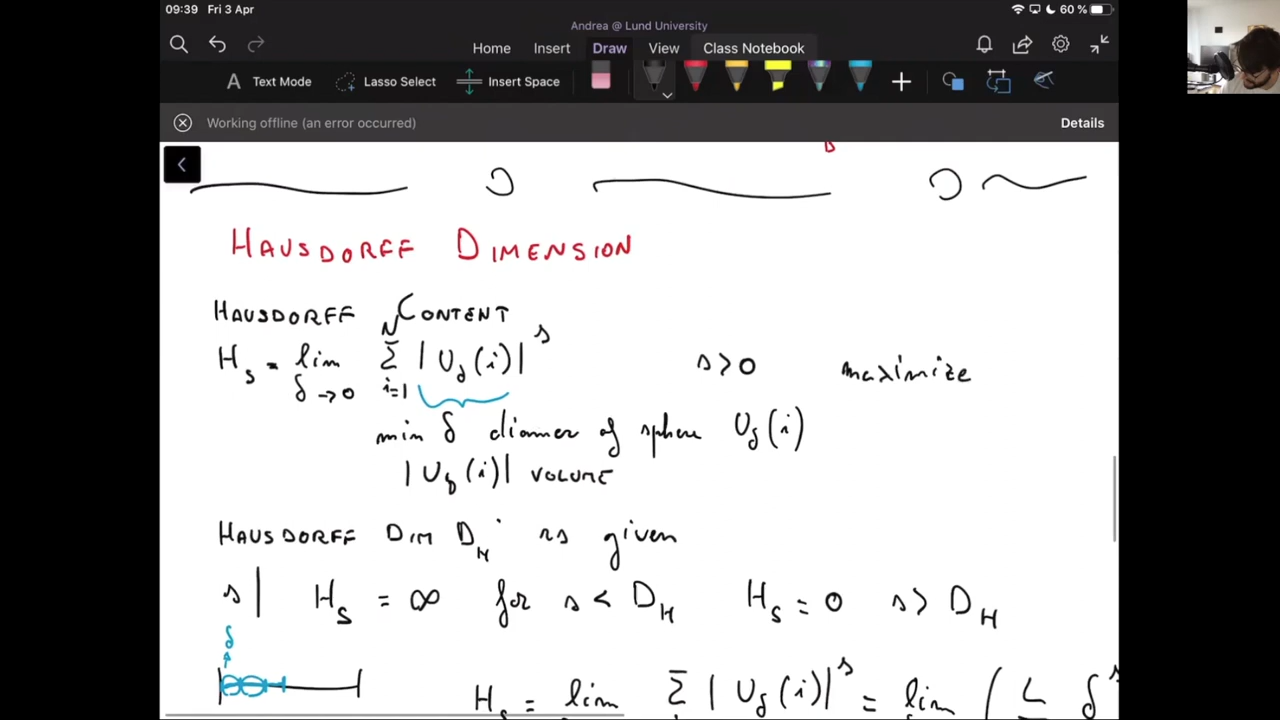 09:39 Fri 3 Apr
60 %
Andrea @ Lund University
Home Insert Draw View Class Notebook
Text Mode Lasso Select Insert Space
Working offline (an error occurred) Details
HAUSDORFF DIMENSION
HAUSDORFF CONTENT
H_s = lim_{δ→0} Σ_{i=1}^{N} |U_δ(i)|^s s>0 maximize
min δ diamer of sphere U_δ(i)
|U_δ(i)| VOLUME
HAUSDORFF DIM D_H is given
s| H_s = ∞ for s < D_H H_s = 0 s > D_H
δ
H_s = lim Σ |U_δ(i)|^s = lim ( L δ^s